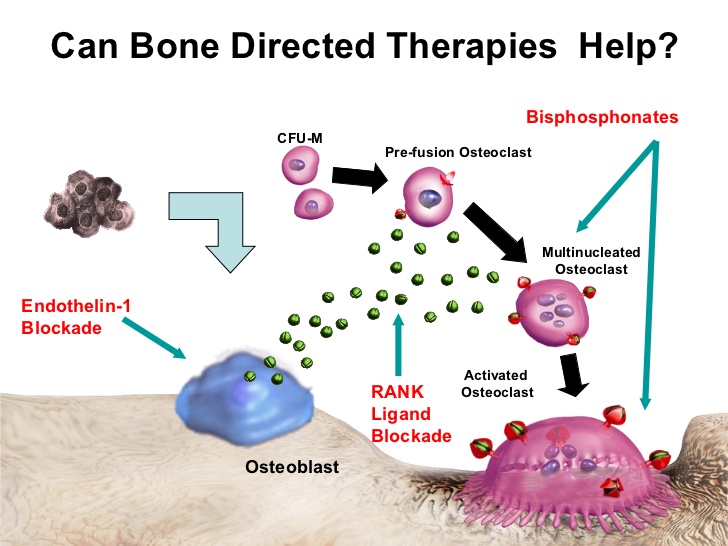 Can Bone Directed Therapies  Help?
Bisphosphonates
CFU-M
Pre-fusion Osteoclast
Multinucleated
Osteoclast
Endothelin-1
Blockade
RANK
Ligand
Blockade
Activated
Osteoclast
Osteoblast